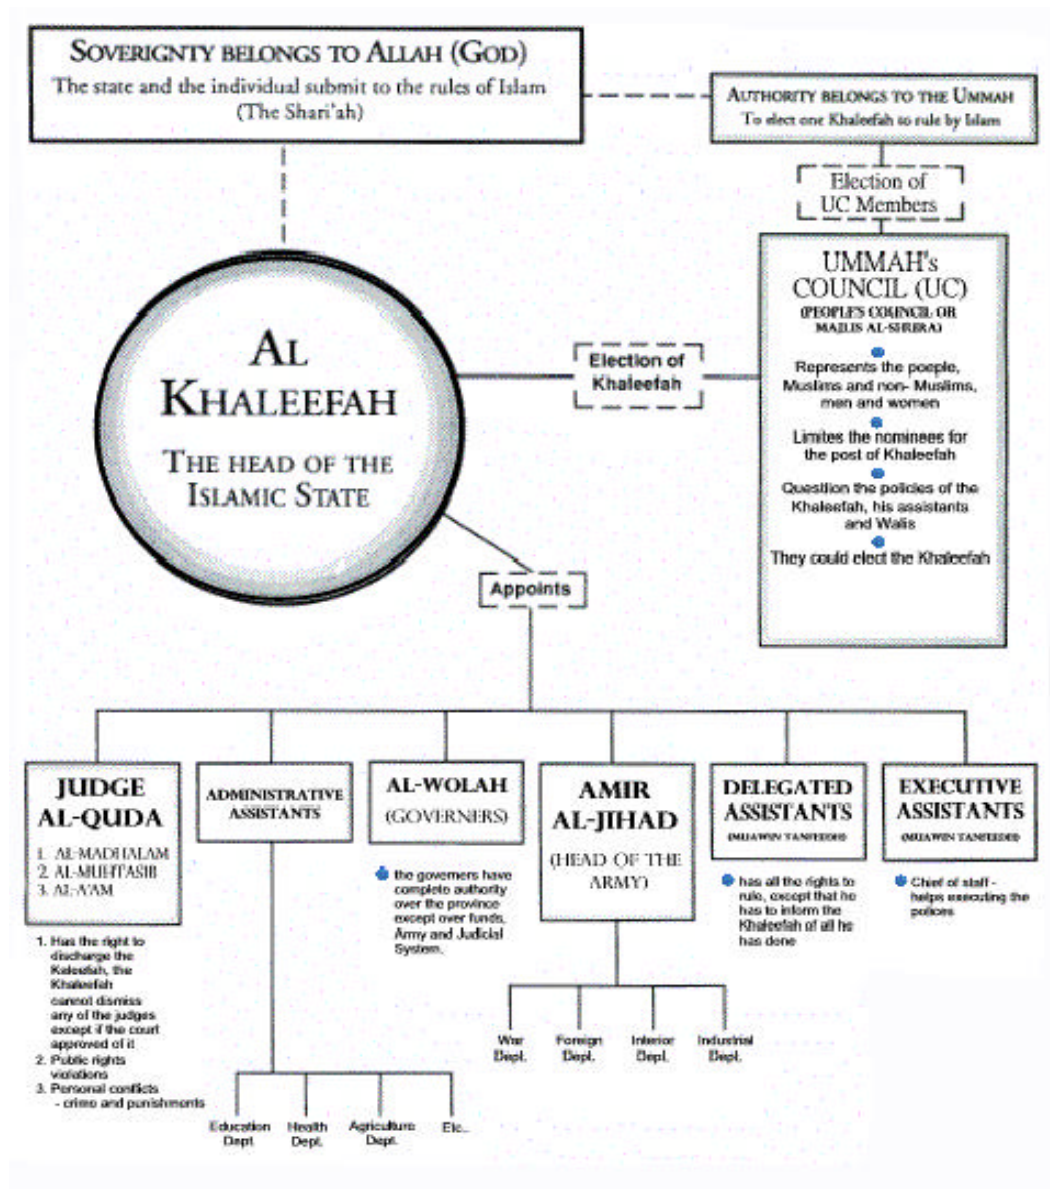 SOVERIGNTY BELONGS TO ALLAH (GOD)
The state and the individual submit to the rules of Islam
(The Shari'ah)
AUTHORITY BELONGS TO THE UMMAH
To elect one Khaleefah to rule by Islam
Election of
UC Members
UMMAH's
COUNCIL (UC)
(PEOPLE'S COUNCIL OR
MAJLIS AL-SHURA)
Represents the poeple,
Muslims and non- Muslims,
men and women
Limites the nominees for
the post of Khaleefah
Question the policies of the
Khaleefah, his assistants
and Walis
They could elect the Khaleefah
Election of
Khaleefah
AL
KHALEEFAH
THE HEAD OF THE
ISLAMIC STATE
Appoints
JUDGE
AL-QUDA
1. AL-MADHALAM
2. AL-MUHTASIB
3. AL-A'AM
1. Has the right to
discharge the
Kaleefah, the
Khaleefah
cannot dismiss
any of the judges
except if the court
approved of it
2. Public rights
violations
3. Personal conflicts
- crime and punishments
ADMINISTRATIVE
ASSISTANTS
Education
Dept.
Health
Dept.
Agriculture
Dept.
Etc..
AL-WOLAH
(GOVERNERS)
the governers have
complete authority
over the province
except over funds,
Army and Judicial
System.
AMIR
AL-JIHAD
(HEAD OF THE
ARMY)
War
Dept.
Foreign
Dept.
Interior
Dept.
Industrial
Dept.
DELEGATED
ASSISTANTS
(MUAWIN TANFEEDH)
has all the rights to
rule, except that he
has to inform the
Khaleefah of all he
has done
EXECUTIVE
ASSISTANTS
(MUAWIN TANFEEDH)
Chief of staff -
helps executing the
polices